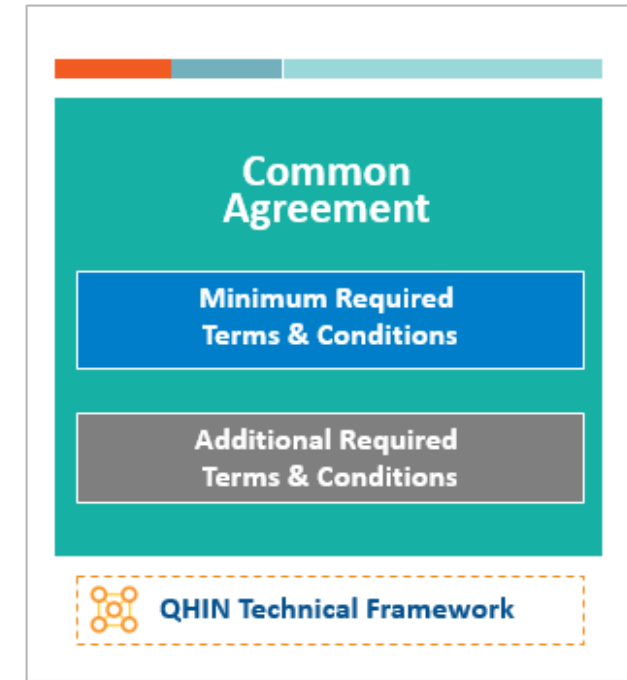 Common
Agreement
Minimum Required
Terms & Conditions
Additional Required
Terms & Conditions
QHIN Technical Framework